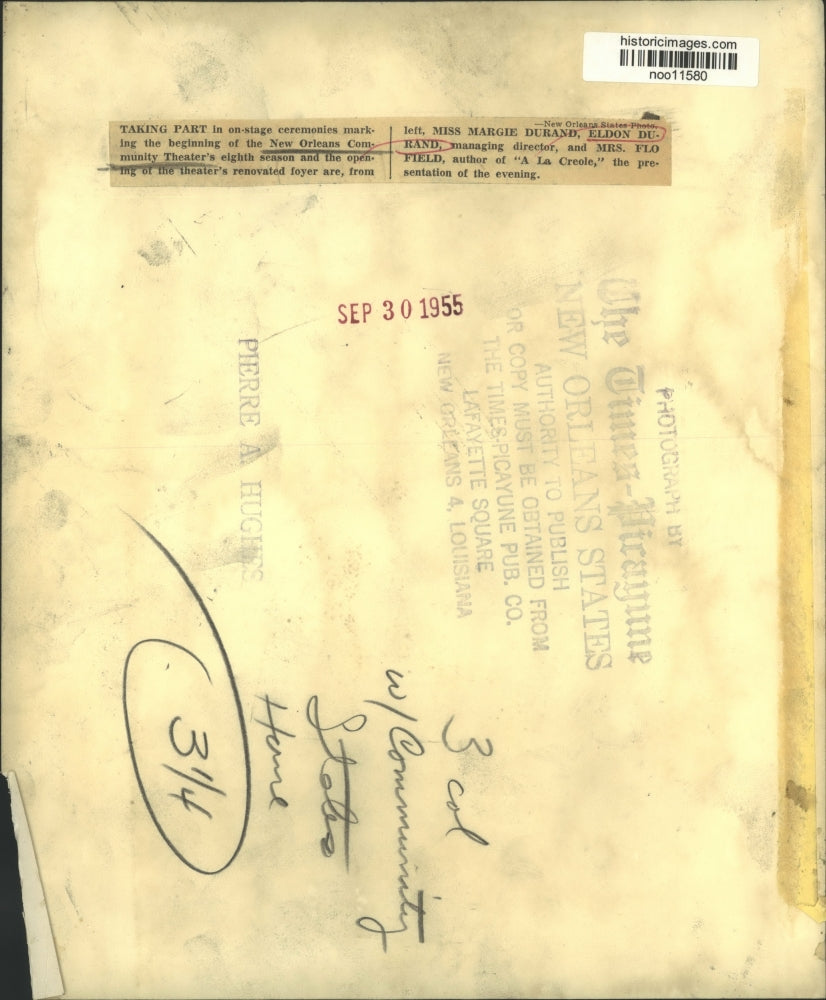 historicimages.com
noo11580
TAKING PART in on-stage ceremonies mark-
ing the beginning of the New Orleans Com-
munity Theater's eighth season and the open-
ing of the theater's renovated foyer are, from
—New Orleans States Photo.
left, MISS MARGIE DURAND, ELDON DU-
RAND, managing director, and MRS. FLO
FIELD, author of "A La Creole," the pre-
sentation of the evening.
SEP 30 1955
PHOTOGRAPH BY
The Times-Picayune
NEW ORLEANS STATES
AUTHORITY TO PUBLISH
OR COPY MUST BE OBTAINED FROM
THE TIMES-PICAYUNE PUB. CO.
LAFAYETTE SQUARE
NEW ORLEANS 4, LOUISIANA
PIERRE A HUGHES
3 col
w/ Community
States
Home
3 1/4